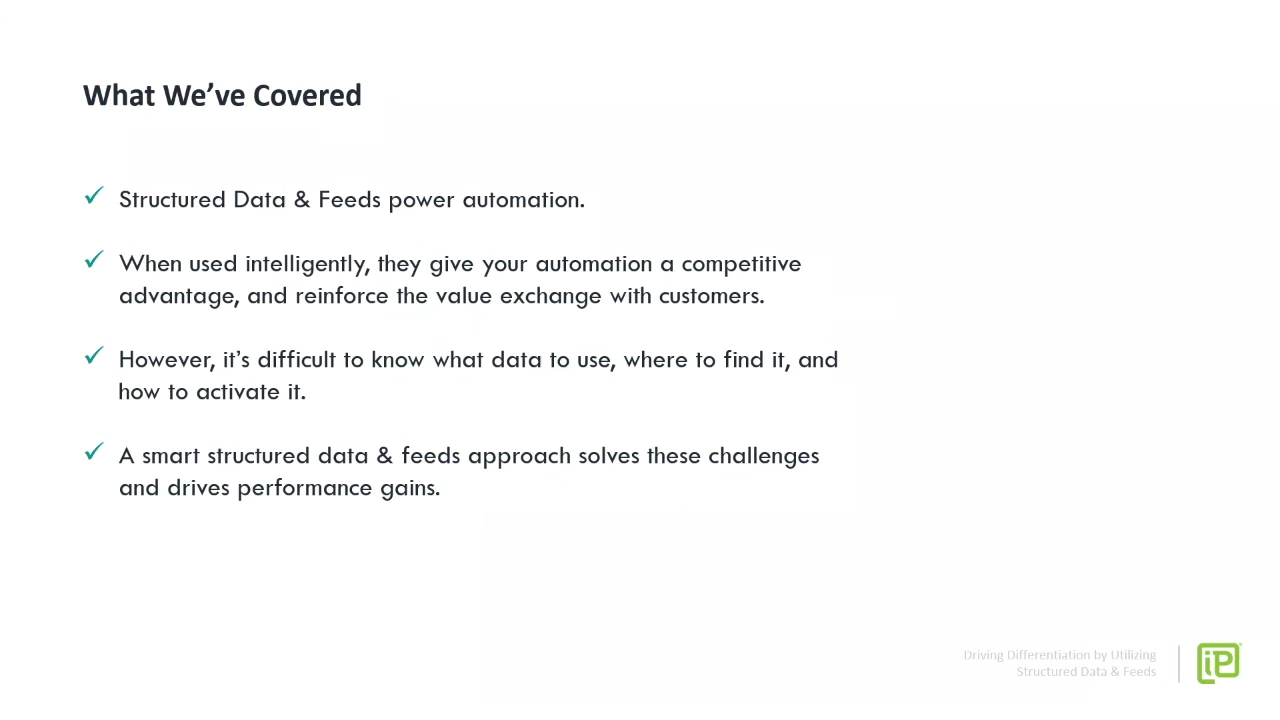 What We’ve Covered
Structured Data & Feeds power automation.
When used intelligently, they give your automation a competitive
advantage, and reinforce the value exchange with customers.
However, it’s difficult to know what data to use, where to find it, and
how to activate it.
A smart structured data & feeds approach solves these challenges
and drives performance gains.
Driving Differentiation by Utilizing
Structured Data & Feeds
iP